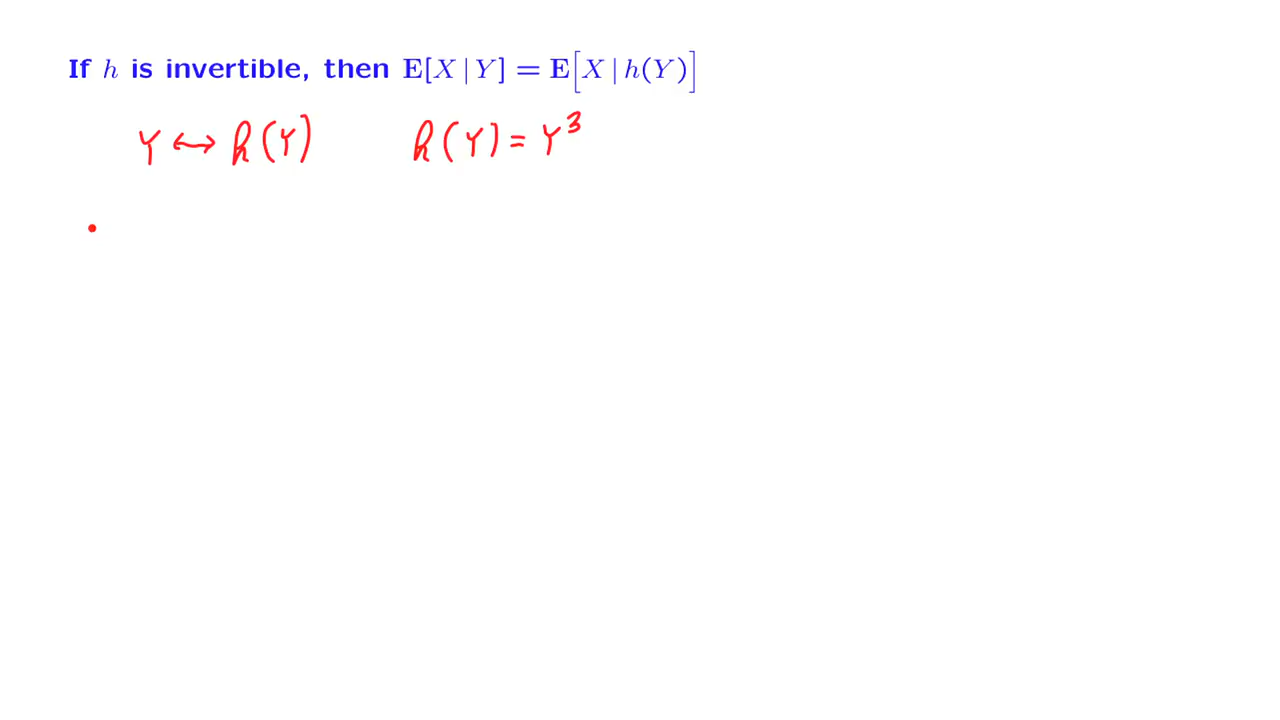 If h is invertible, then E[X | Y] = E[X | h(Y)]
Y ↔ h(Y) h(Y) = Y³